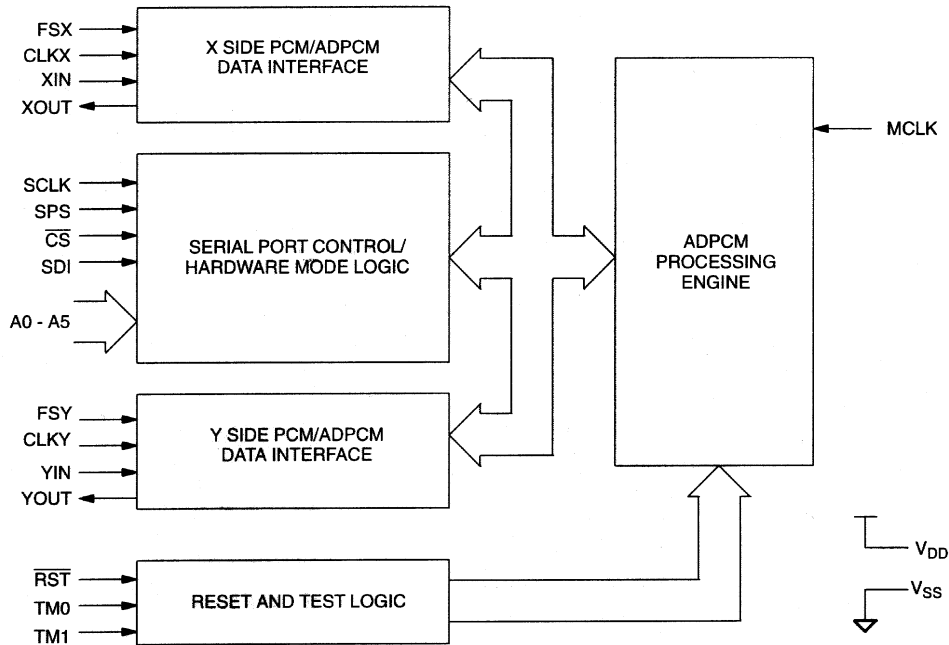 FSX
CLKX
XIN
XOUT
X SIDE PCM/ADPCM
DATA INTERFACE
MCLK
SCLK
SPS
CS
SDI
A0 - A5
SERIAL PORT CONTROL/
HARDWARE MODE LOGIC
ADPCM
PROCESSING
ENGINE
FSY
CLKY
YIN
YOUT
Y SIDE PCM/ADPCM
DATA INTERFACE
RST
TM0
TM1
RESET AND TEST LOGIC
VDD
VSS